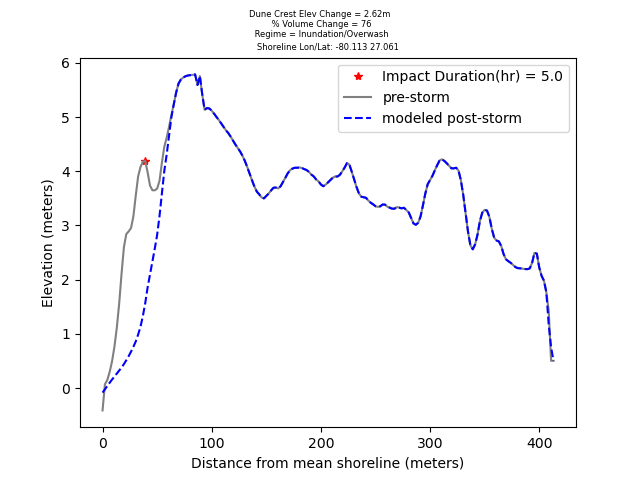 Dune Crest Elev Change = 2.62m
% Volume Change = 76
Regime = Inundation/Overwash
Shoreline Lon/Lat: -80.113 27.061
Impact Duration(hr) = 5.0
pre-storm
modeled post-storm
6
5
4
3
2
1
0
Elevation (meters)
0 100 200 300 400
Distance from mean shoreline (meters)